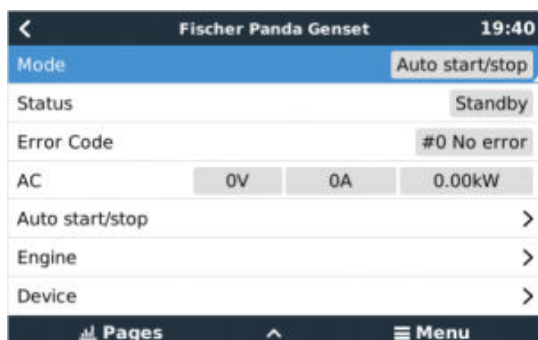 Fischer Panda Genset 19:40
Mode Auto start/stop
Status Standby
Error Code #0 No error
AC 0V 0A 0.00kW
Auto start/stop
Engine
Device
Pages Menu